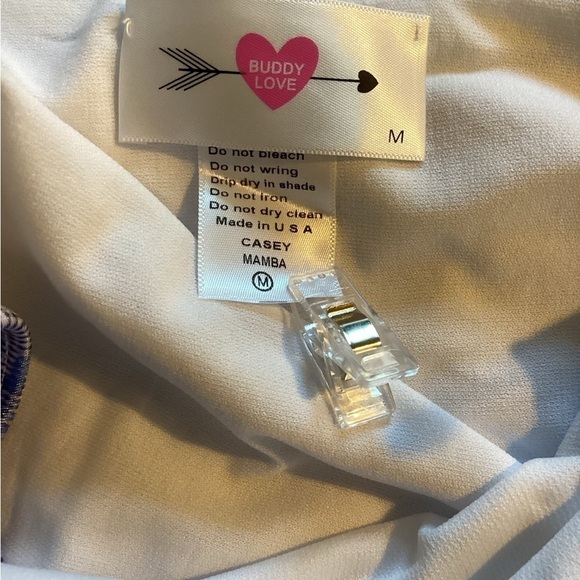 BUDDY
LOVE
M
Do not bleach
Do not wring
Drip dry in shade
Do not iron
Do not dry clean
Made in U S A
CASEY
MAMBA
M